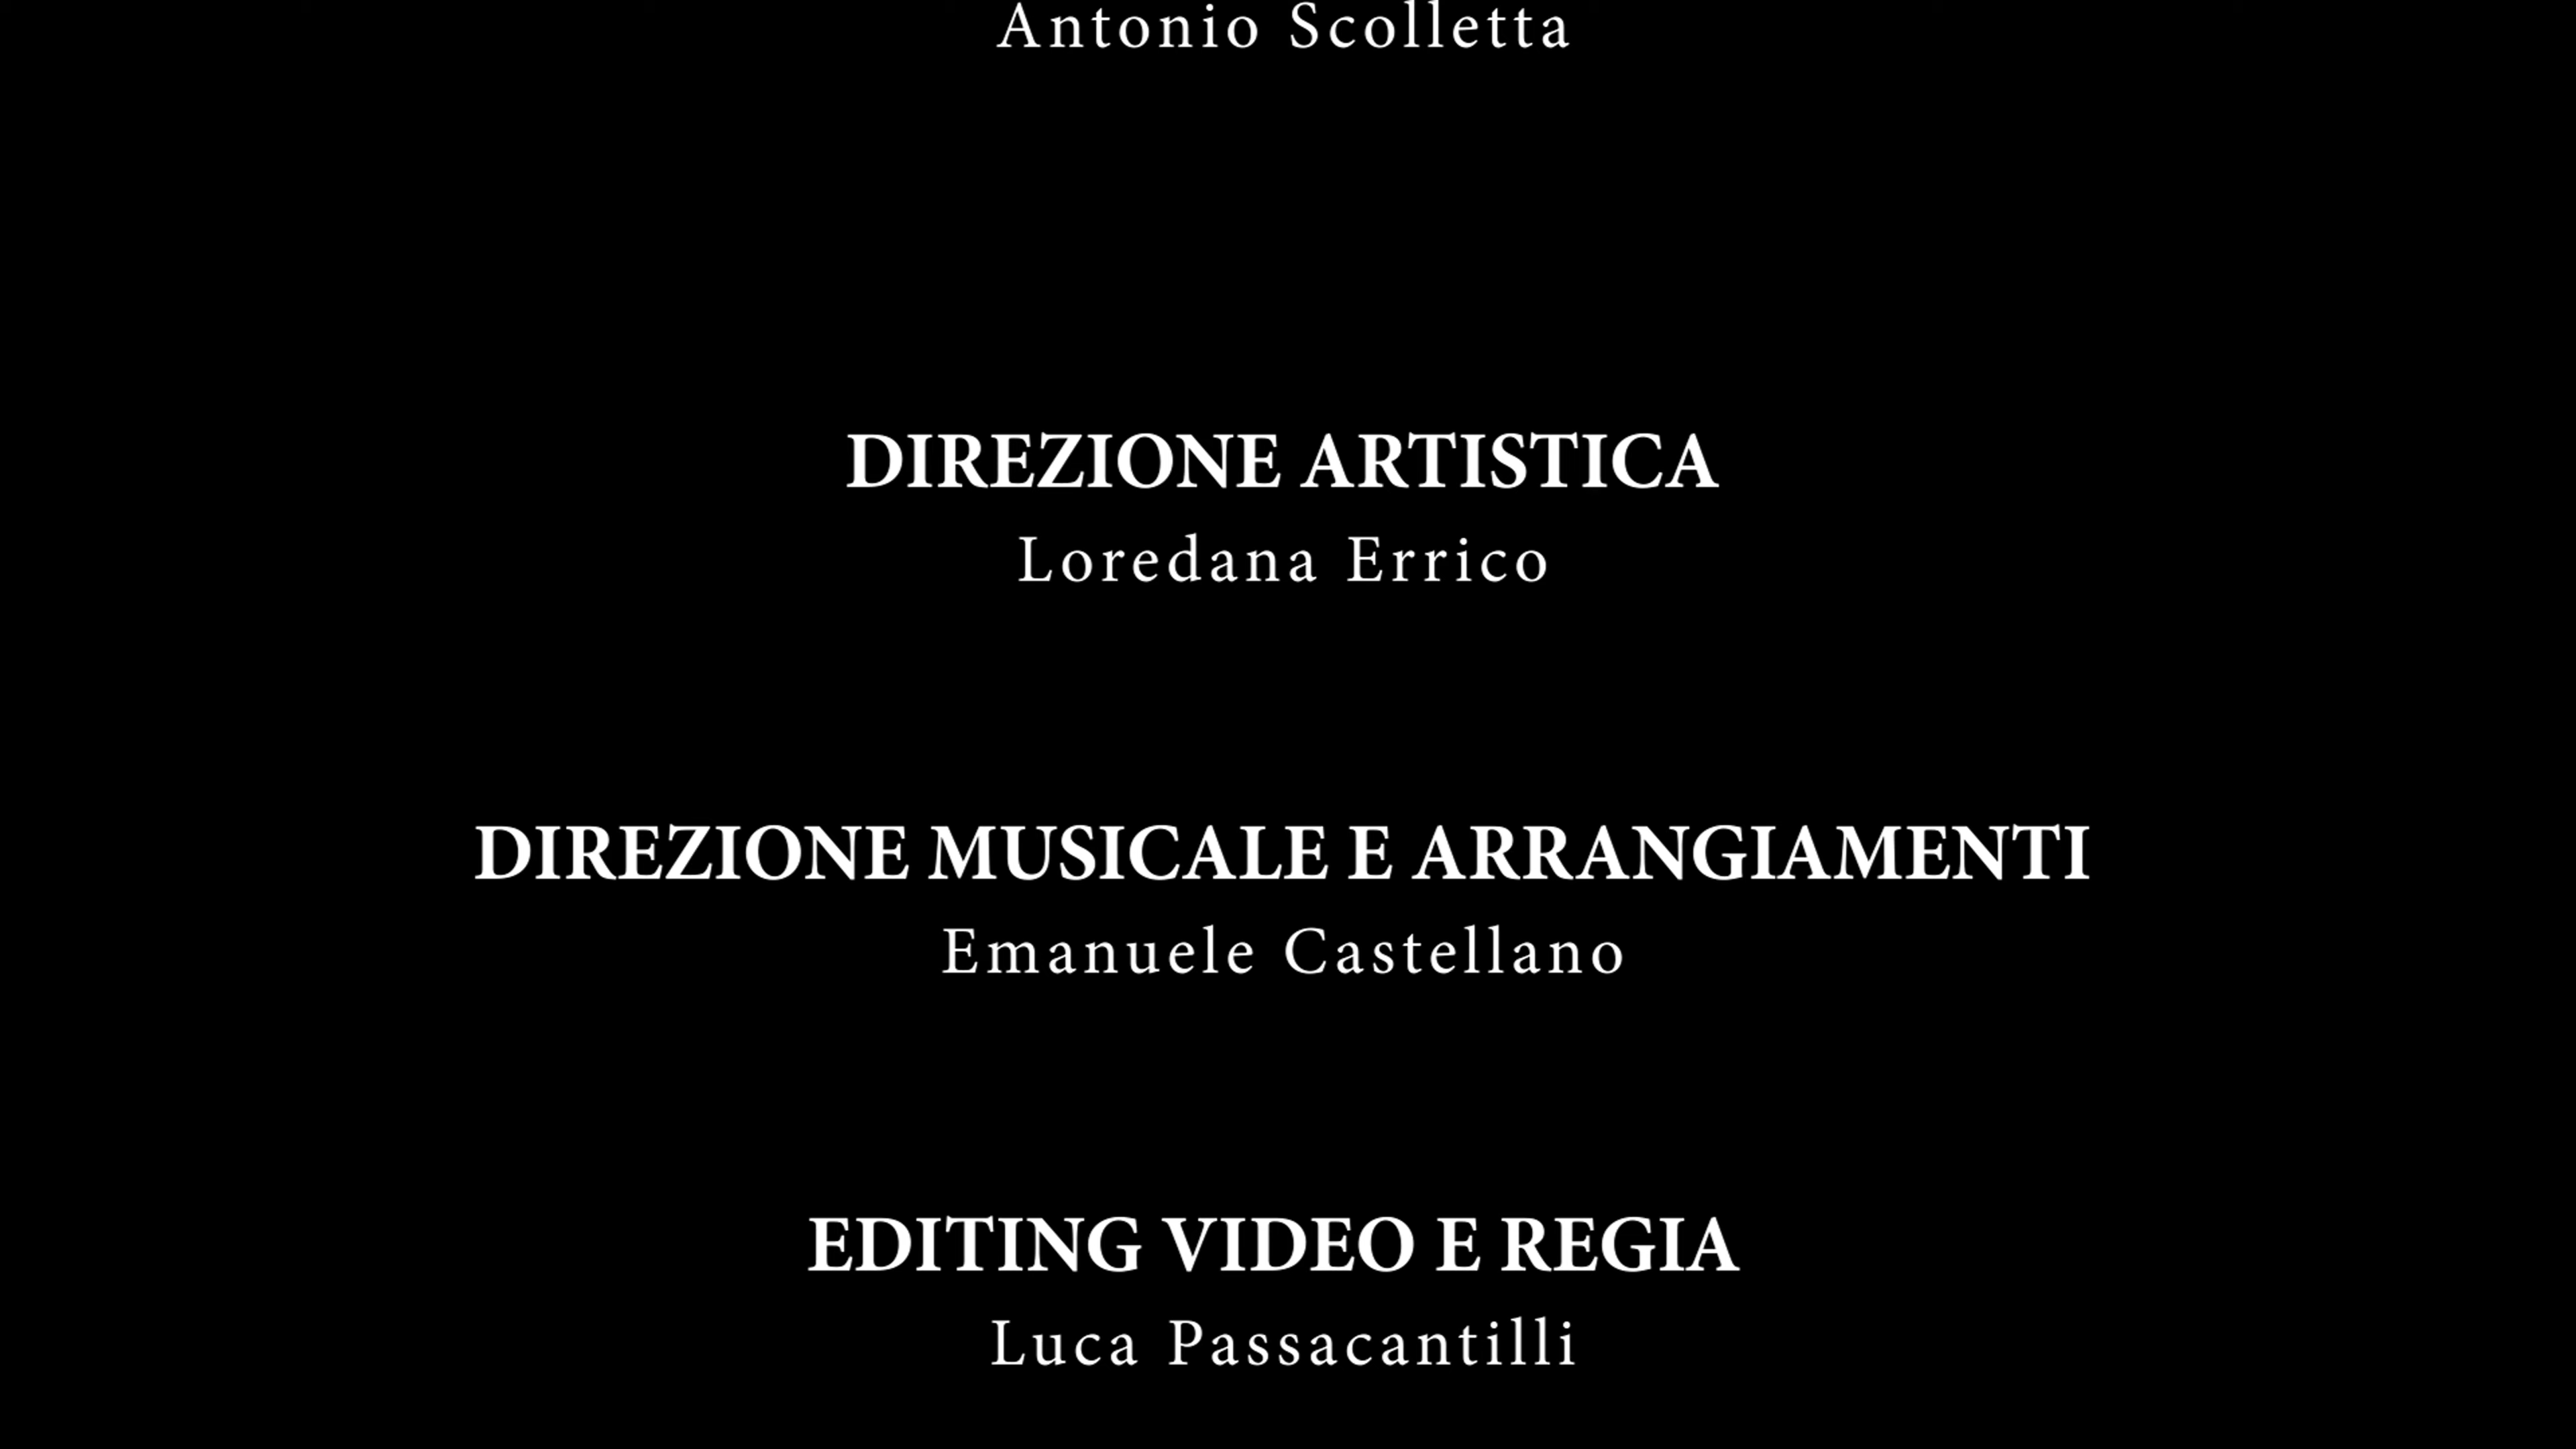 Antonio Scolletta
DIREZIONE ARTISTICA
Loredana Errico
DIREZIONE MUSICALE E ARRANGIAMENTI
Emanuele Castellano
EDITING VIDEO E REGIA
Luca Passacantilli